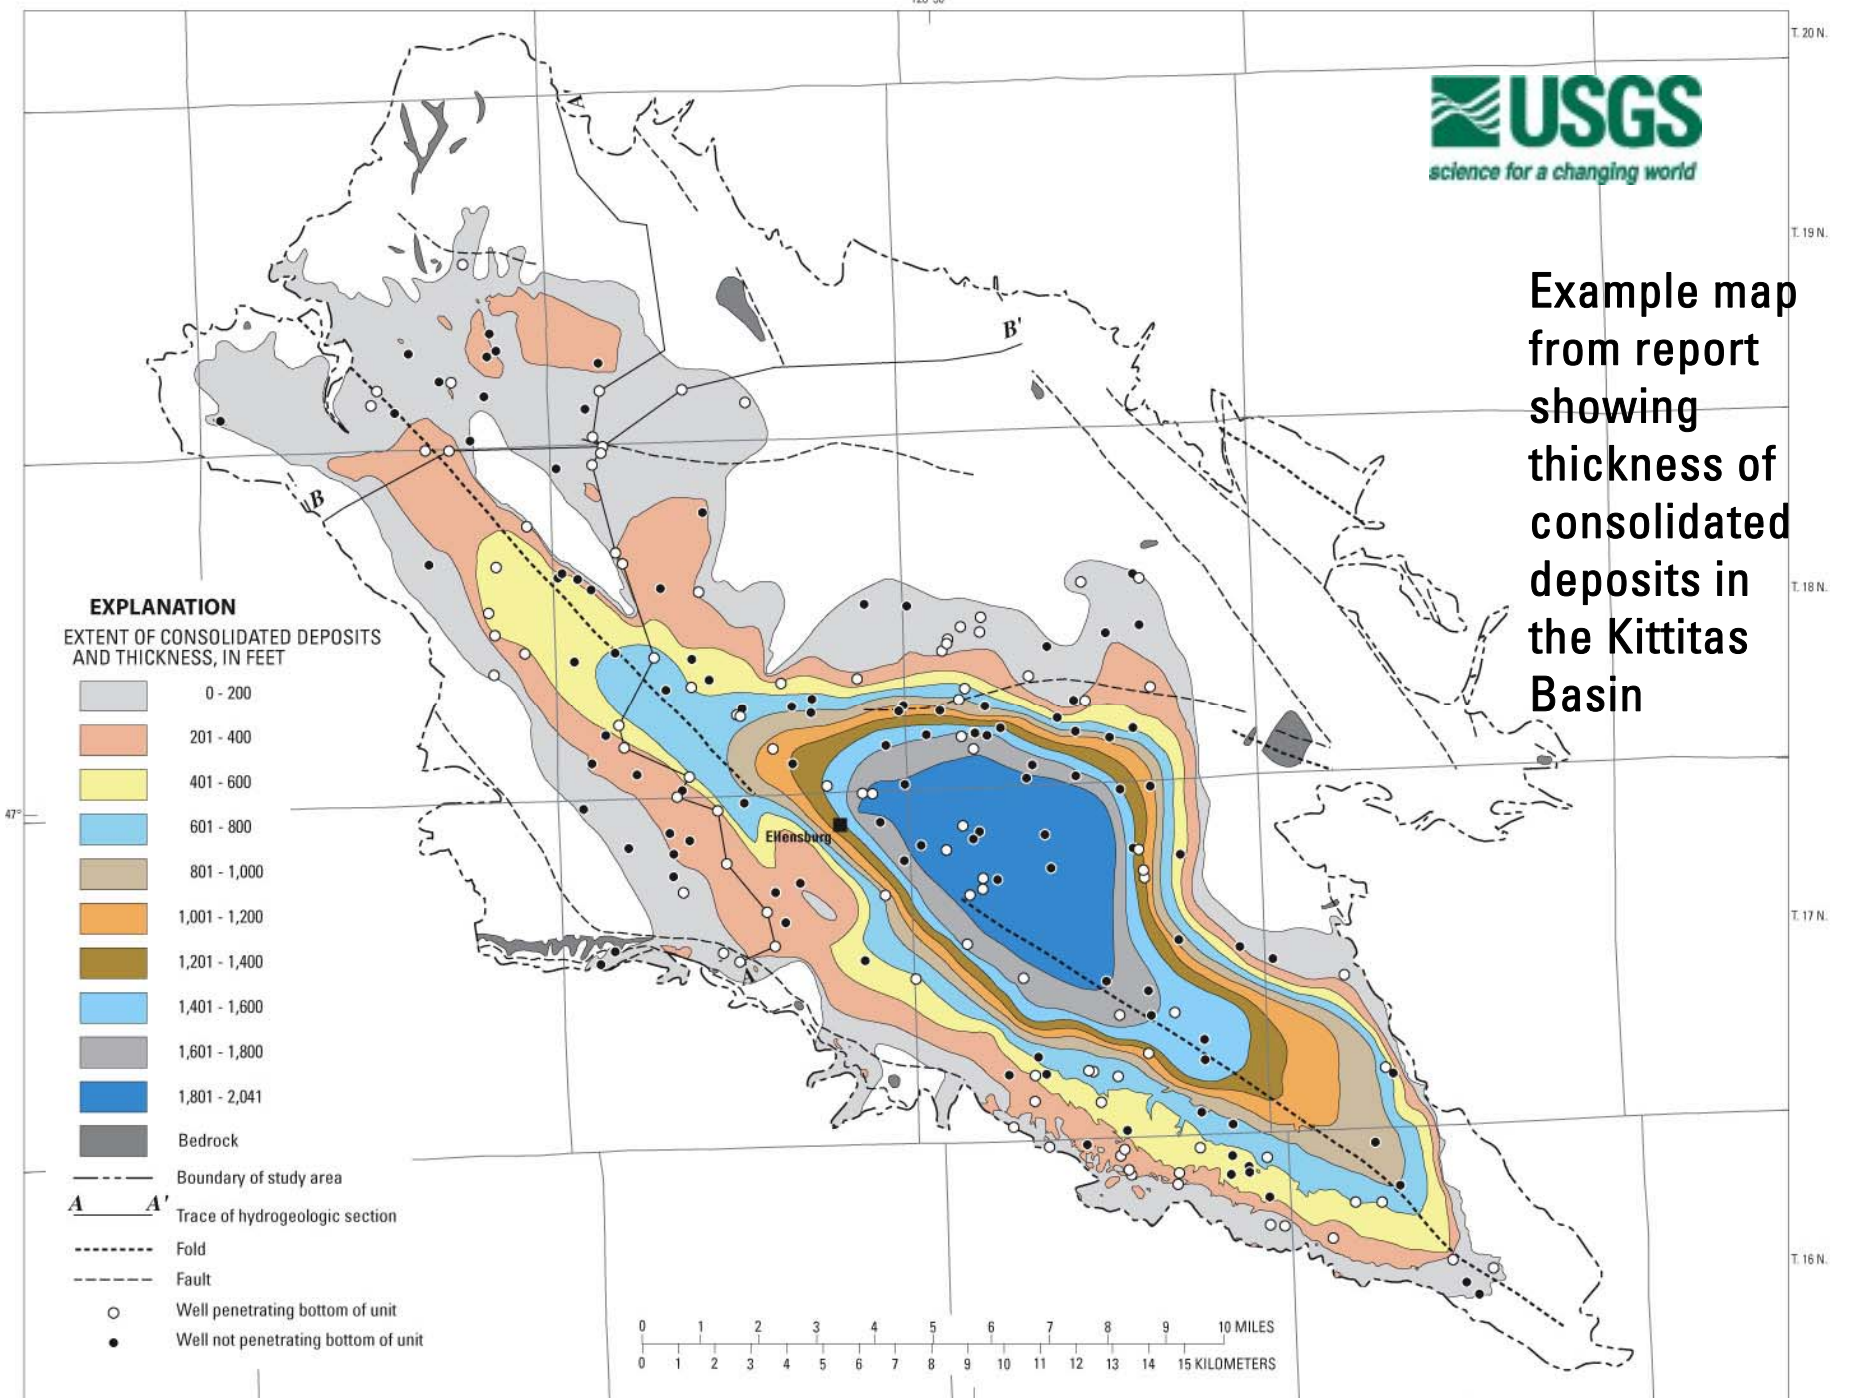 120°30'
T. 20 N.
USGS
science for a changing world
A
T. 19 N.
Example map
from report
showing
thickness of
consolidated
deposits in
the Kittitas
Basin
B'
B
T. 18 N.
EXPLANATION
EXTENT OF CONSOLIDATED DEPOSITS
AND THICKNESS, IN FEET
0 - 200
201 - 400
401 - 600
601 - 800
801 - 1,000
1,001 - 1,200
1,201 - 1,400
1,401 - 1,600
1,601 - 1,800
1,801 - 2,041
Bedrock
Boundary of study area
A A'
Trace of hydrogeologic section
Fold
Fault
Well penetrating bottom of unit
Well not penetrating bottom of unit
47°
Ellensburg
T. 17 N.
A'
T. 16 N.
0 1 2 3 4 5 6 7 8 9 10 MILES
0 1 2 3 4 5 6 7 8 9 10 11 12 13 14 15 KILOMETERS